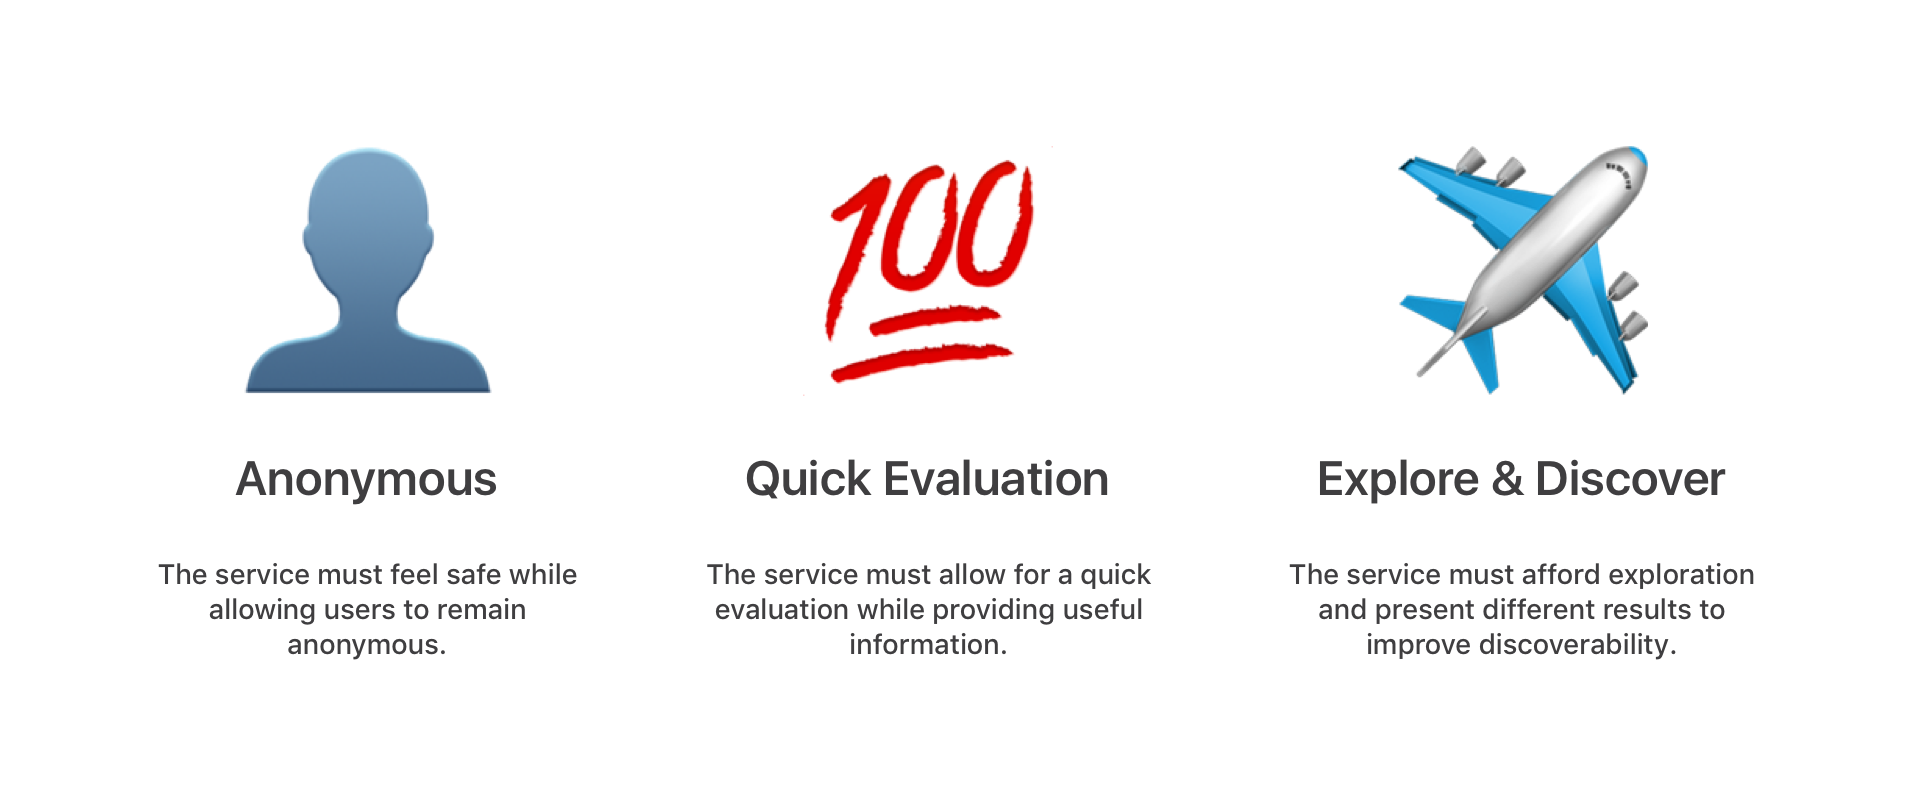 100
Anonymous
The service must feel safe while
allowing users to remain
anonymous.
Quick Evaluation
The service must allow for a quick
evaluation while providing useful
information.
Explore & Discover
The service must afford exploration
and present different results to
improve discoverability.